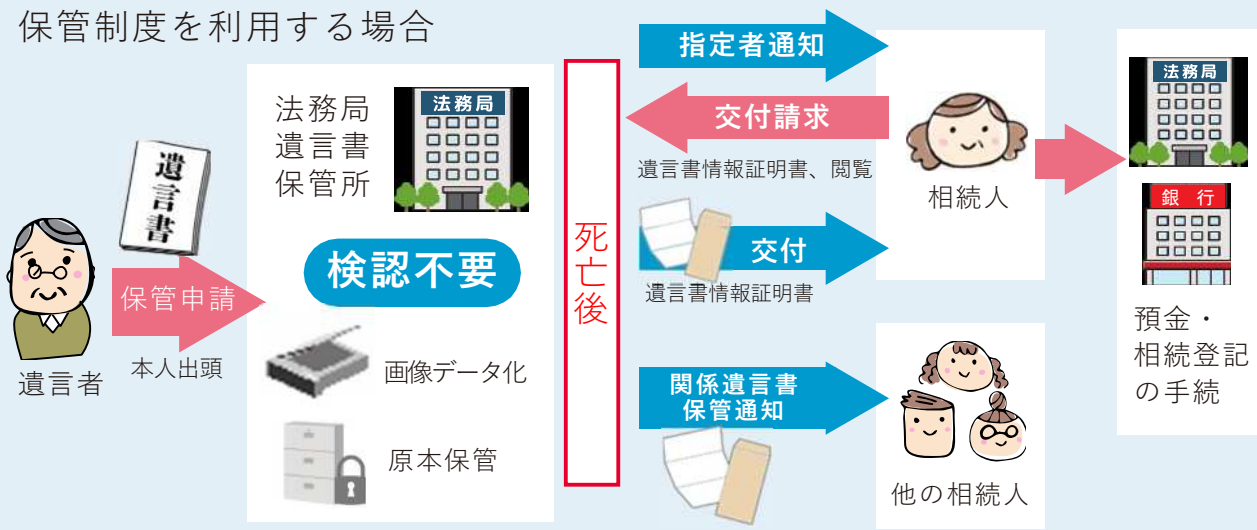 保管制度を利用する場合
遺言書
遺言者
保管申請
本人出頭
法務局
遺言書
保管所
法務局
検認不要
画像データ化
原本保管
死亡後
指定者通知
交付請求
遺言書情報証明書、閲覧
交付
遺言書情報証明書
関係遺言書
保管通知
相続人
他の相続人
法務局
銀行
預金・
相続登記
の手続